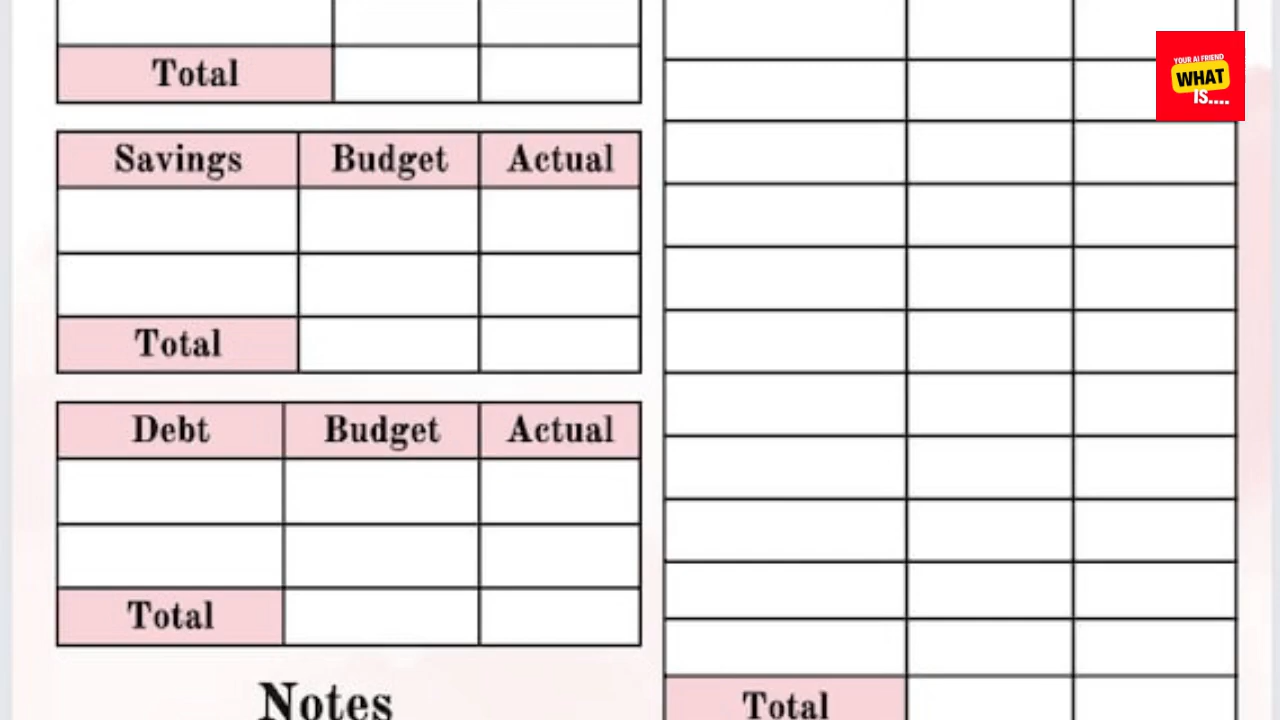 Total
YOUR AI FRIEND
WHAT
IS....
Savings Budget Actual
Total
Debt Budget Actual
Total
Notes
Total